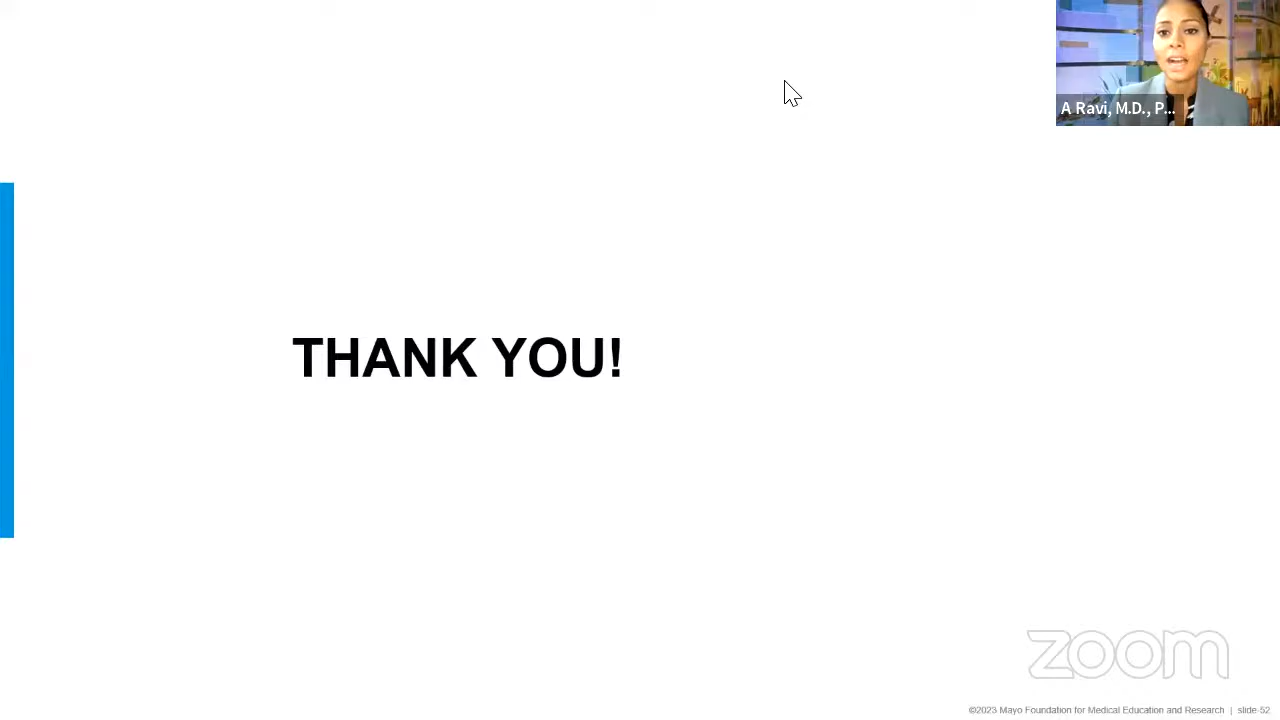 A Ravi, M.D., P...
THANK YOU!
zoom
©2023 Mayo Foundation for Medical Education and Research | slide-52